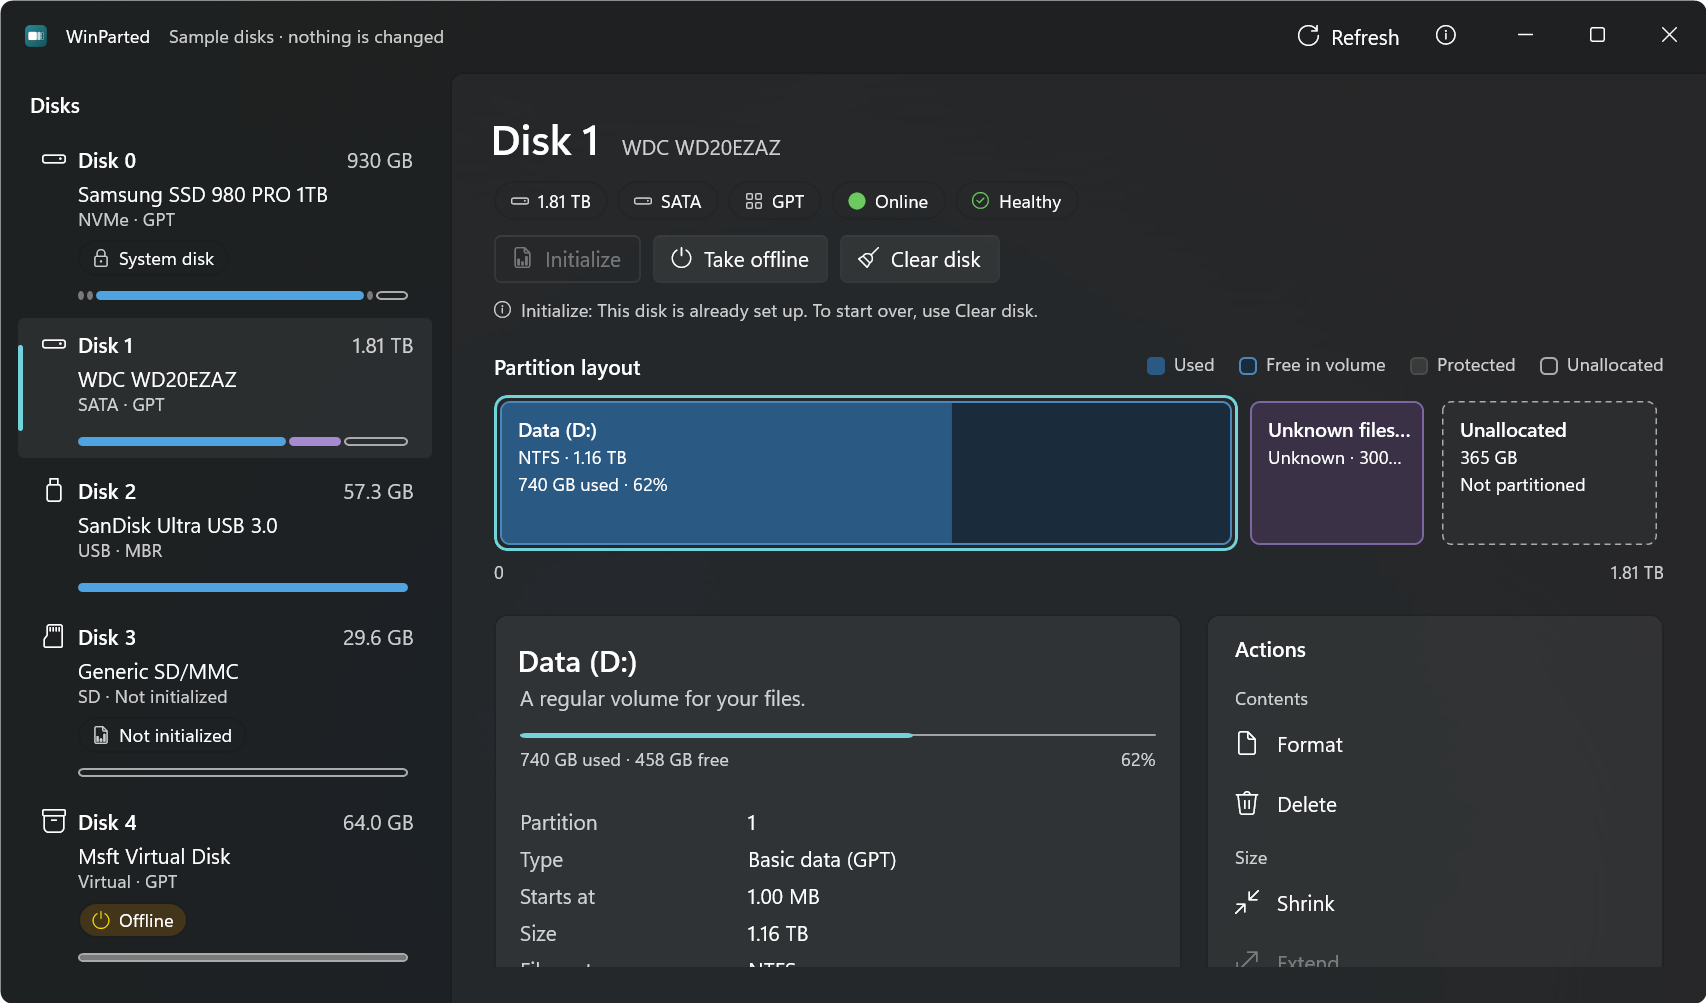 WinParted Sample disks · nothing is changed Refresh
Disks
Disk 0 930 GB
Samsung SSD 980 PRO 1TB
NVMe · GPT
System disk
Disk 1 1.81 TB
WDC WD20EZAZ
SATA · GPT
Disk 2 57.3 GB
SanDisk Ultra USB 3.0
USB · MBR
Disk 3 29.6 GB
Generic SD/MMC
SD · Not initialized
Not initialized
Disk 4 64.0 GB
Msft Virtual Disk
Virtual · GPT
Offline
Disk 1 WDC WD20EZAZ
1.81 TB SATA GPT Online Healthy
Initialize Take offline Clear disk
Initialize: This disk is already set up. To start over, use Clear disk.
Partition layout Used Free in volume Protected Unallocated
Data (D:)
NTFS · 1.16 TB
740 GB used · 62%
Unknown files...
Unknown · 300...
Unallocated
365 GB
Not partitioned
0 1.81 TB
Data (D:)
A regular volume for your files.
740 GB used · 458 GB free 62%
Partition 1
Type Basic data (GPT)
Starts at 1.00 MB
Size 1.16 TB
NTFS
Actions
Contents
Format
Delete
Size
Shrink
Extend